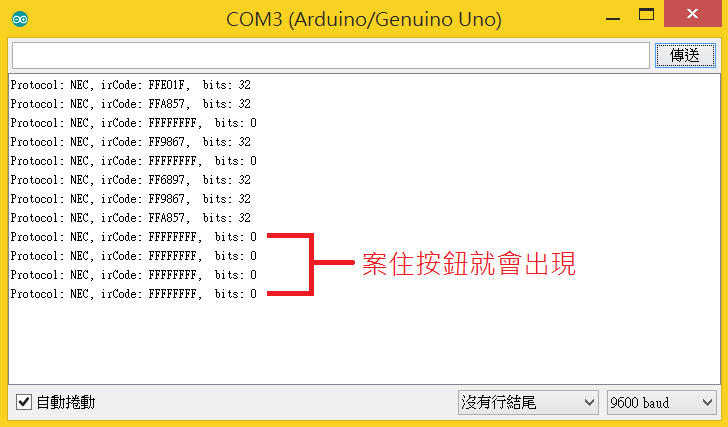 COM3 (Arduino/Genuino Uno)
傳送
Protocol: NEC, irCode: FFE01F,  bits: 32
Protocol: NEC, irCode: FFA857,  bits: 32
Protocol: NEC, irCode: FFFFFFFF,  bits: 0
Protocol: NEC, irCode: FF9867,  bits: 32
Protocol: NEC, irCode: FFFFFFFF,  bits: 0
Protocol: NEC, irCode: FF6897,  bits: 32
Protocol: NEC, irCode: FF9867,  bits: 32
Protocol: NEC, irCode: FFA857,  bits: 32
Protocol: NEC, irCode: FFFFFFFF,  bits: 0
Protocol: NEC, irCode: FFFFFFFF,  bits: 0
案住按鈕就會出現
Protocol: NEC, irCode: FFFFFFFF,  bits: 0
Protocol: NEC, irCode: FFFFFFFF,  bits: 0
自動捲動
沒有行結尾
9600 baud